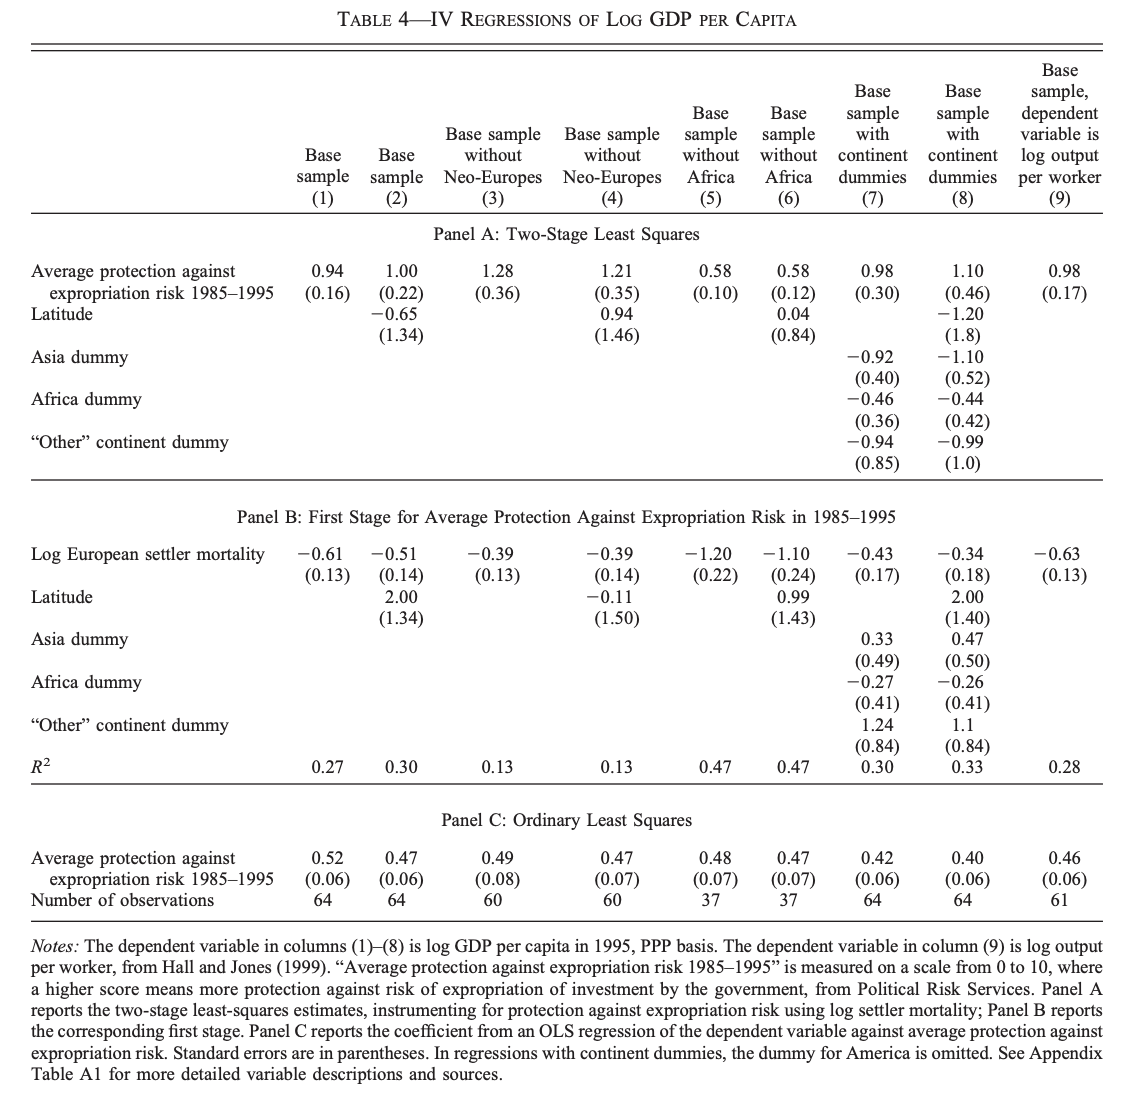 TABLE 4—IV REGRESSIONS OF LOG GDP PER CAPITA
Base
Base Base sample,
Base Base sample sample dependent
Base sample Base sample sample sample with with variable is
Base Base without without without without continent continent log output
sample sample Neo-Europes Neo-Europes Africa Africa dummies dummies per worker
(1) (2) (3) (4) (5) (6) (7) (8) (9)
Panel A: Two-Stage Least Squares
Average protection against 0.94 1.00 1.28 1.21 0.58 0.58 0.98 1.10 0.98
expropriation risk 1985–1995 (0.16) (0.22) (0.36) (0.35) (0.10) (0.12) (0.30) (0.46) (0.17)
Latitude −0.65 0.94 0.04 −1.20
(1.34) (1.46) (0.84) (1.8)
Asia dummy −0.92 −1.10
(0.40) (0.52)
Africa dummy −0.46 −0.44
(0.36) (0.42)
“Other” continent dummy −0.94 −0.99
(0.85) (1.0)
Panel B: First Stage for Average Protection Against Expropriation Risk in 1985–1995
Log European settler mortality −0.61 −0.51 −0.39 −0.39 −1.20 −1.10 −0.43 −0.34 −0.63
(0.13) (0.14) (0.13) (0.14) (0.22) (0.24) (0.17) (0.18) (0.13)
Latitude 2.00 −0.11 0.99 2.00
(1.34) (1.50) (1.43) (1.40)
Asia dummy 0.33 0.47
(0.49) (0.50)
Africa dummy −0.27 −0.26
(0.41) (0.41)
“Other” continent dummy 1.24 1.1
(0.84) (0.84)
R² 0.27 0.30 0.13 0.13 0.47 0.47 0.30 0.33 0.28
Panel C: Ordinary Least Squares
Average protection against 0.52 0.47 0.49 0.47 0.48 0.47 0.42 0.40 0.46
expropriation risk 1985–1995 (0.06) (0.06) (0.08) (0.07) (0.07) (0.07) (0.06) (0.06) (0.06)
Number of observations 64 64 60 60 37 37 64 64 61
Notes: The dependent variable in columns (1)–(8) is log GDP per capita in 1995, PPP basis. The dependent variable in column (9) is log output
per worker, from Hall and Jones (1999). “Average protection against expropriation risk 1985–1995” is measured on a scale from 0 to 10, where
a higher score means more protection against risk of expropriation of investment by the government, from Political Risk Services. Panel A
reports the two-stage least-squares estimates, instrumenting for protection against expropriation risk using log settler mortality; Panel B reports
the corresponding first stage. Panel C reports the coefficient from an OLS regression of the dependent variable against average protection against
expropriation risk. Standard errors are in parentheses. In regressions with continent dummies, the dummy for America is omitted. See Appendix
Table A1 for more detailed variable descriptions and sources.